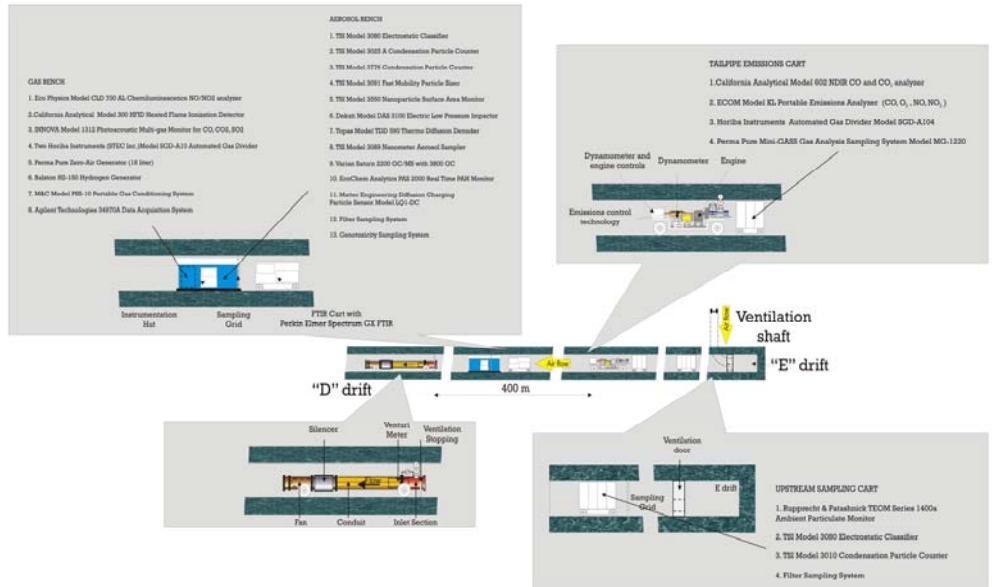 AEROSOL BENCH
1. TSI Model 3080 Electrostatic Classifier
2. TSI Model 3025 A Condensation Particle Counter
3. TSI Model 3776 Condensation Particle Counter
4. TSI Model 3091 Fast Mobility Particle Sizer
5. TSI Model 3550 Nanoparticle Surface Area Monitor
6. Dekati Model DAS 3100 Electric Low Pressure Impactor
7. Topas Model TDD 590 Thermo Diffusion Denuder
8. TSI Model 3089 Nanometer Aerosol Sampler
9. Varian Saturn 2200 GC/MS with 3800 GC
10. EcoChem Analytics PAS 2000 Real Time PAH Monitor
11. Matter Engineering Diffusion Charging
Particle Sensor Model LQ1-DC
12. Filter Sampling System
13. Genotoxicity Sampling System
GAS BENCH
1. Eco Physics Model CLD 700 AL Chemiluminescence NO/NO2 analyzer
2.California Analytical Model 300 HFID Heated Flame Ionization Detector
3. INNOVA Model 1312 Photoacoustic Multi-gas Monitor for CO, CO2, SO2
4. Two Horiba Instruments (STEC Inc.)Model SGD-A10 Automated Gas Divider
5. Perma Pure Zero-Air Generator (18 liter)
6. Balston HS-150 Hydrogen Generator
7. M&C Model PSS-10 Portable Gas Conditioning System
8. Agilent Technologies 34970A Data Acquisition System
Instrumentation
Hut
Sampling
Grid
FTIR Cart with
Perkin Elmer Spectrum GX FTIR
TAILPIPE EMISSIONS CART
1.California Analytical Model 602 NDIR CO and CO2 analyzer
2. ECOM Model KL Portable Emissions Analyser (CO, O2, NO, NO2)
3. Horiba Instruments Automated Gas Divider Model SGD-A104
4. Perma Pure Mini-GASS Gas Analysis Sampling System Model MG-1220
Dynamometer and
engine controls
Dynamometer
Engine
Emissions control
technology
Air flow
Ventilation
shaft
"E" drift
Air flow
"D" drift
400 m
Silencer
Venturi
Meter
Ventilation
Stopping
Flow
Fan
Conduit
Inlet Section
Ventilation
door
E drift
Sampling
Grid
UPSTREAM SAMPLING CART
1. Rupprecht & Patashnick TEOM Series 1400a
Ambient Particulate Monitor
2. TSI Model 3080 Electrostatic Classifier
3. TSI Model 3010 Condensation Particle Counter
4. Filter Sampling System